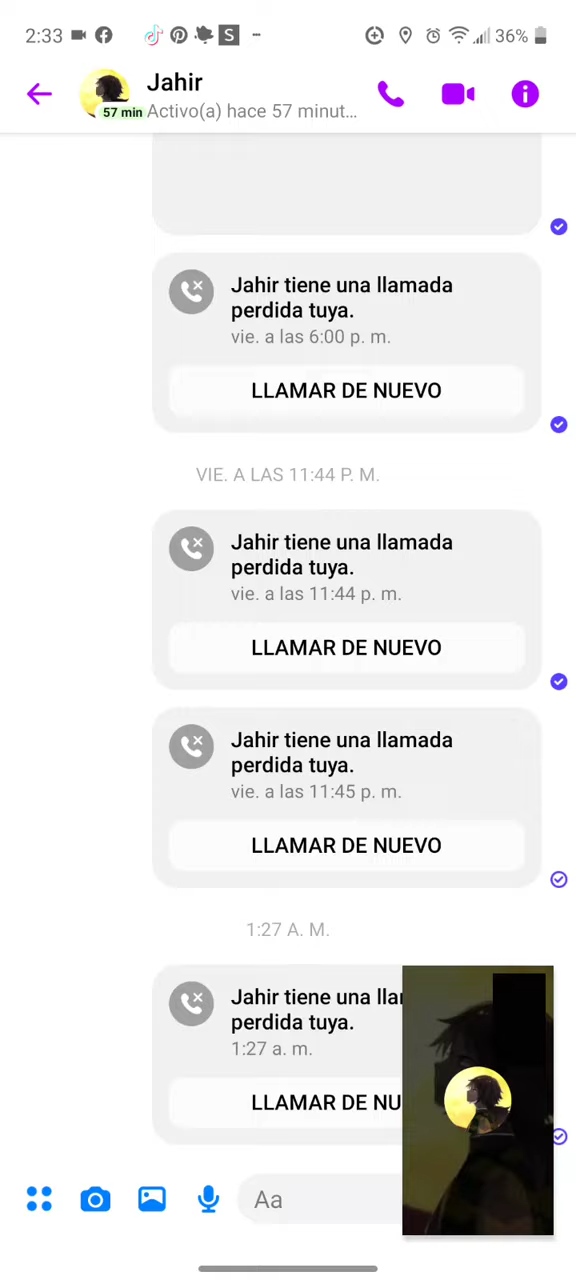 2:33
S
36%
Jahir
57 min
Activo(a) hace 57 minut...
Jahir tiene una llamada
perdida tuya.
vie. a las 6:00 p. m.
LLAMAR DE NUEVO
VIE. A LAS 11:44 P. M.
Jahir tiene una llamada
perdida tuya.
vie. a las 11:44 p. m.
LLAMAR DE NUEVO
Jahir tiene una llamada
perdida tuya.
vie. a las 11:45 p. m.
LLAMAR DE NUEVO
1:27 A. M.
Jahir tiene una lla
perdida tuya.
1:27 a. m.
LLAMAR DE NU
Aa